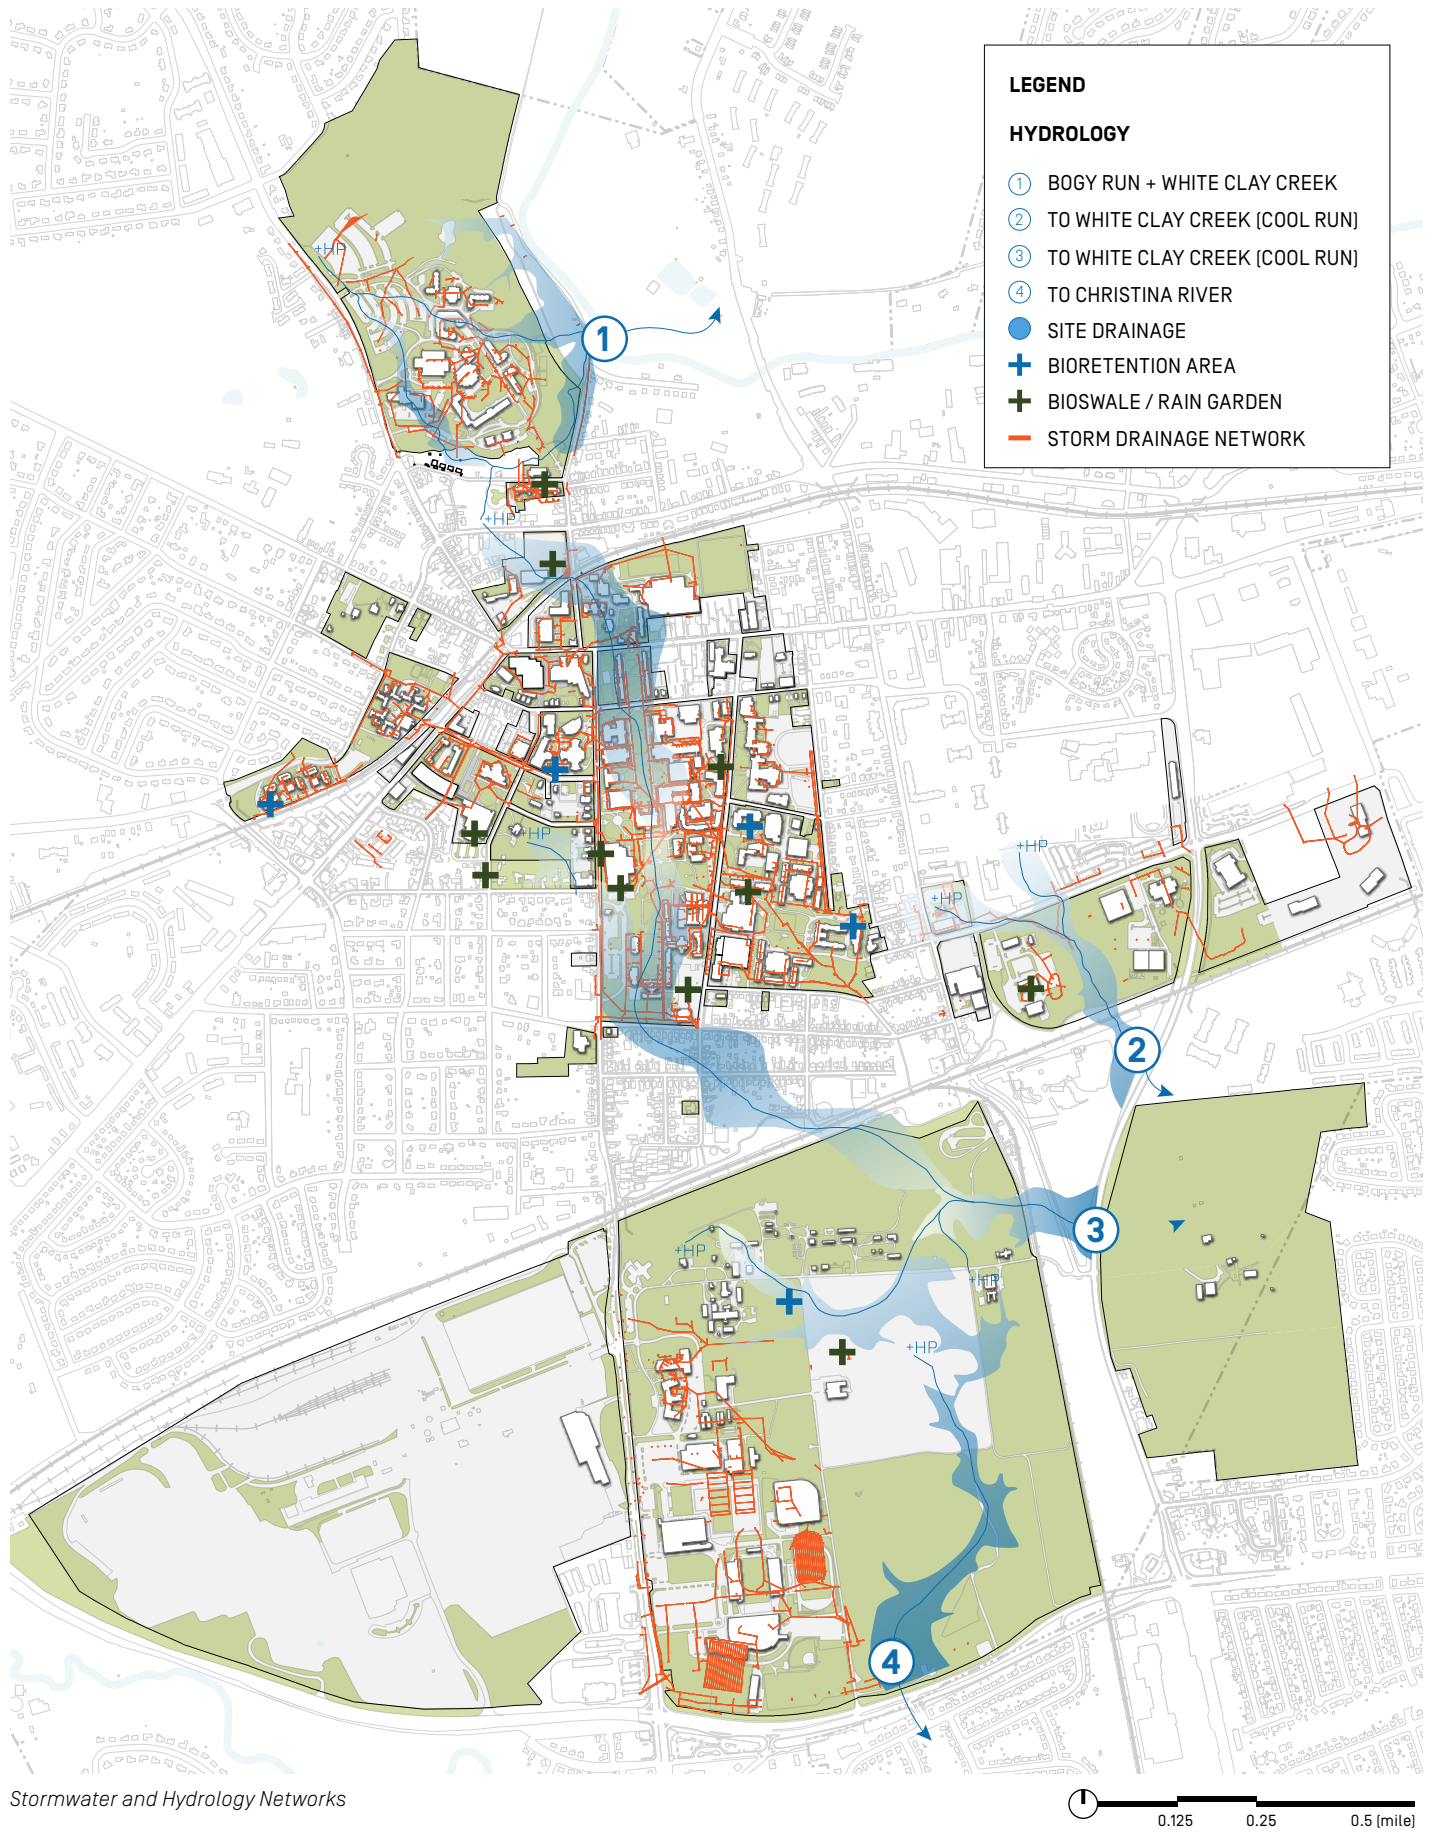 LEGEND
HYDROLOGY
1 BOGY RUN + WHITE CLAY CREEK
2 TO WHITE CLAY CREEK (COOL RUN)
3 TO WHITE CLAY CREEK (COOL RUN)
4 TO CHRISTINA RIVER
SITE DRAINAGE
BIORETENTION AREA
BIOSWALE / RAIN GARDEN
STORM DRAINAGE NETWORK
+HP
1
+HP
+HP
+HP
+HP
2
3
+HP
+HP
+HP
4
Stormwater and Hydrology Networks
0.125 0.25 0.5 (mile)